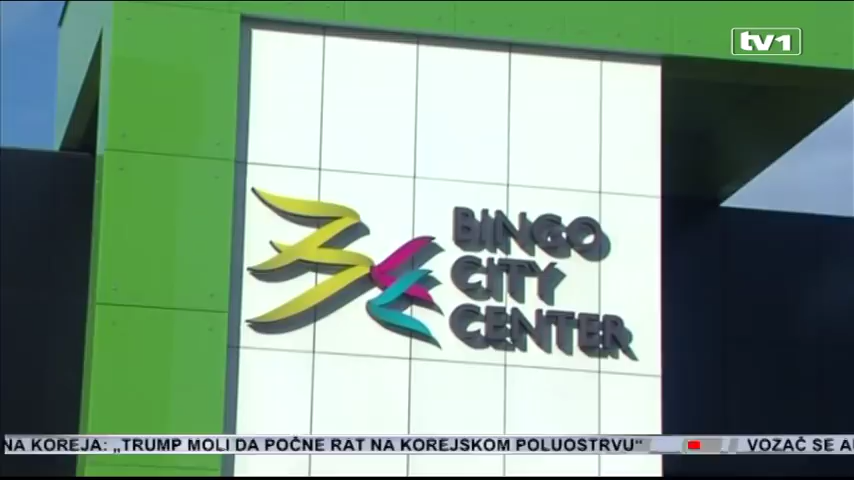 tv1
BINGO
CITY
CENTER
NA KOREJA: „TRUMP MOLI DA POČNE RAT NA KOREJSKOM POLUOSTRVU“ VOZAČ SE